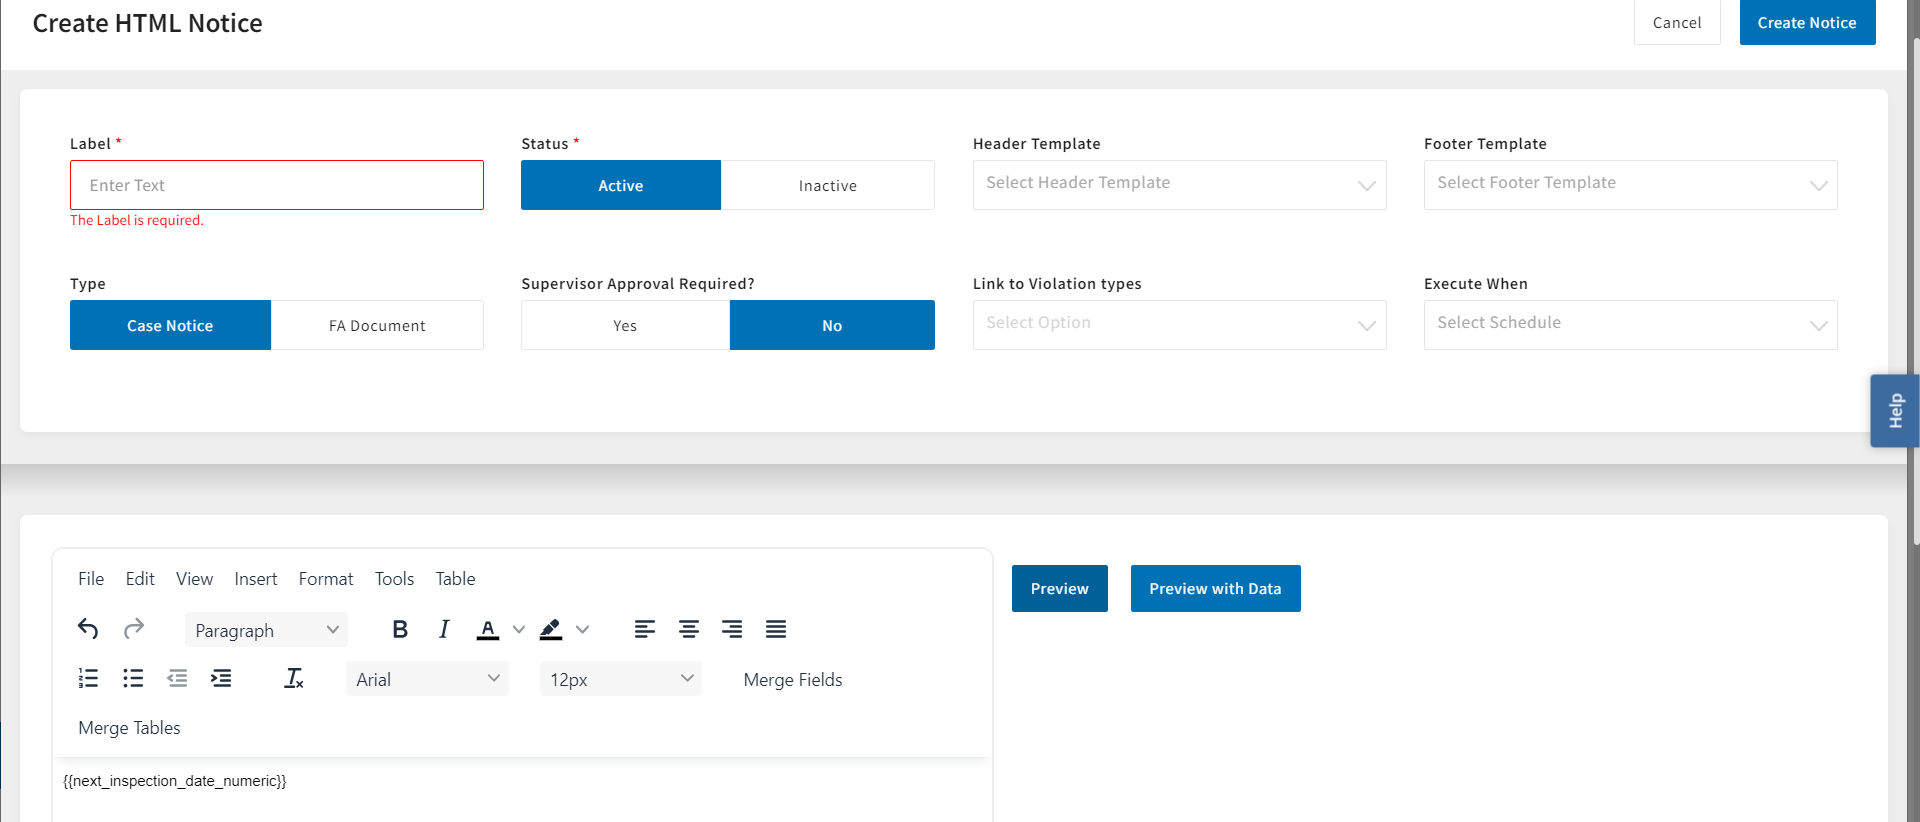 Create HTML Notice
Cancel
Create Notice
Label *
Status *
Header Template
Footer Template
Enter Text
Active
Inactive
Select Header Template
Select Footer Template
The Label is required.
Type
Supervisor Approval Required?
Link to Violation types
Execute When
Case Notice
FA Document
Yes
No
Select Option
Select Schedule
Help
File Edit View Insert Format Tools Table
Preview
Preview with Data
Paragraph
B I A
Arial
12px
Merge Fields
Merge Tables
{{next_inspection_date_numeric}}